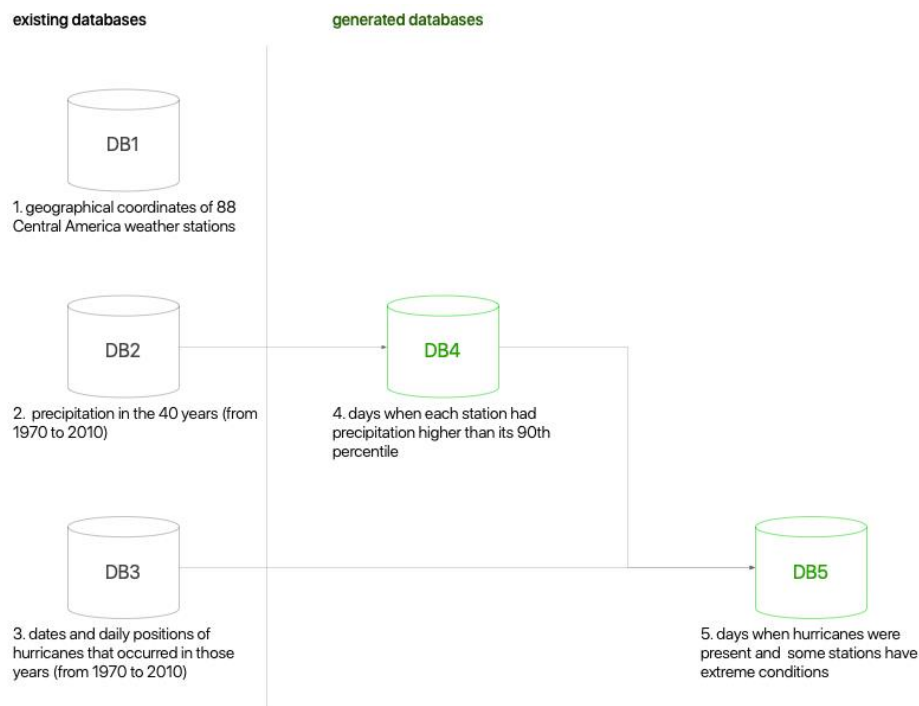 existing databases
generated databases
DB1
1. geographical coordinates of 88
Central America weather stations
DB2
2. precipitation in the 40 years (from
1970 to 2010)
DB4
4. days when each station had
precipitation higher than its 90th
percentile
DB3
3. dates and daily positions of
hurricanes that occurred in those
years (from 1970 to 2010)
DB5
5. days when hurricanes were
present and some stations have
extreme conditions